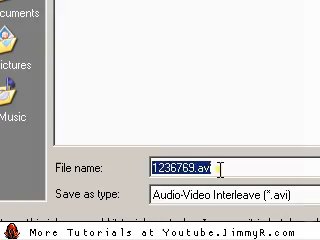 ocuments
ictures
Music
File name:
1236769.avi
Save as type:
Audio-Video Interleave (*.avi)
More Tutorials at Youtube.JimmyR.com